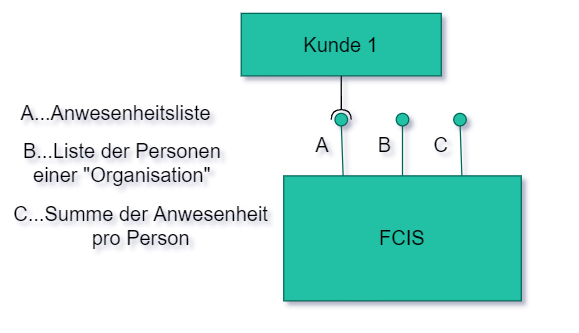 Kunde 1
A...Anwesenheitsliste
B...Liste der Personen
einer "Organisation"
C...Summe der Anwesenheit
pro Person
A
B
C
FCIS